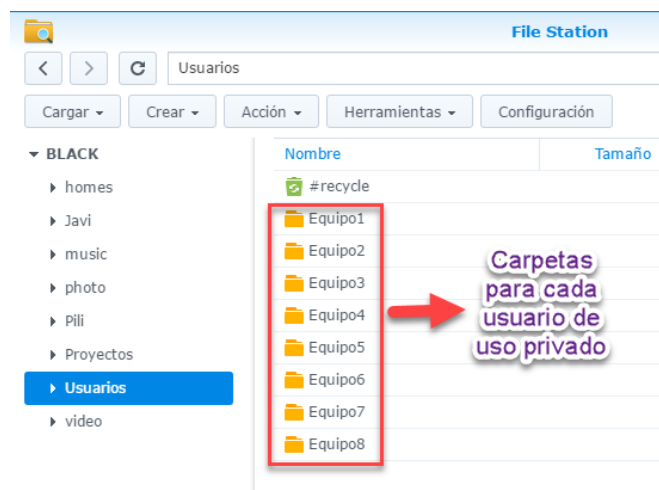 File Station
Usuarios
Cargar
Crear
Acción
Herramientas
Configuración
BLACK
homes
Javi
music
photo
Pili
Proyectos
Usuarios
video
Nombre
Tamaño
#recycle
Equipo1
Equipo2
Equipo3
Equipo4
Equipo5
Equipo6
Equipo7
Equipo8
Carpetas
para cada
usuario de
uso privado